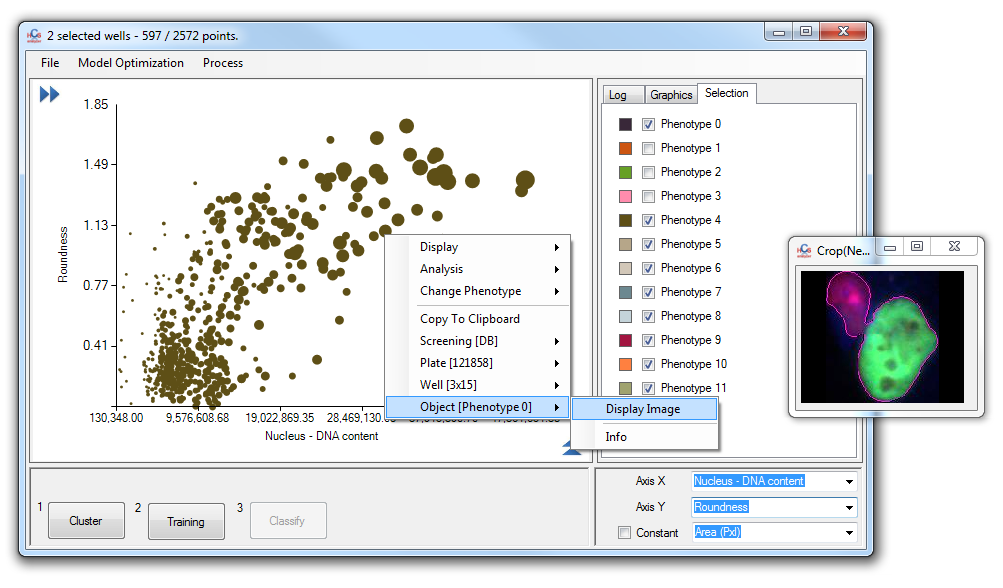 2 selected wells - 597 / 2572 points.
File Model Optimization Process
Log Graphics Selection
1.85
1.49
1.13
0.77
0.41
Roundness
130,348.00 9,576,608.68 19,022,869.35 28,469,130.03
Nucleus - DNA content
Display
Analysis
Change Phenotype
Copy To Clipboard
Screening [DB]
Plate [121858]
Well [3x15]
Object [Phenotype 0]
Display Image
Info
Phenotype 0
Phenotype 1
Phenotype 2
Phenotype 3
Phenotype 4
Phenotype 5
Phenotype 6
Phenotype 7
Phenotype 8
Phenotype 9
Phenotype 10
Phenotype 11
Crop(Ne...
1 Cluster 2 Training 3 Classify
Axis X Nucleus - DNA content
Axis Y Roundness
Constant Area (Pxl)